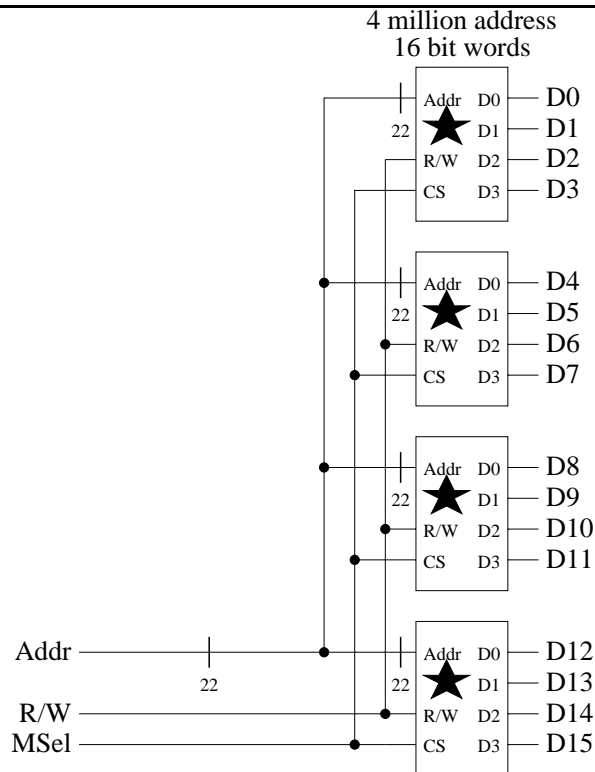 4 million address
16 bit words
Addr D0 D0
22 D1 D1
R/W D2 D2
CS D3 D3
Addr D0 D4
22 D1 D5
R/W D2 D6
CS D3 D7
Addr D0 D8
22 D1 D9
R/W D2 D10
CS D3 D11
Addr Addr D0 D12
22 22 D1 D13
R/W R/W D2 D14
MSel CS D3 D15